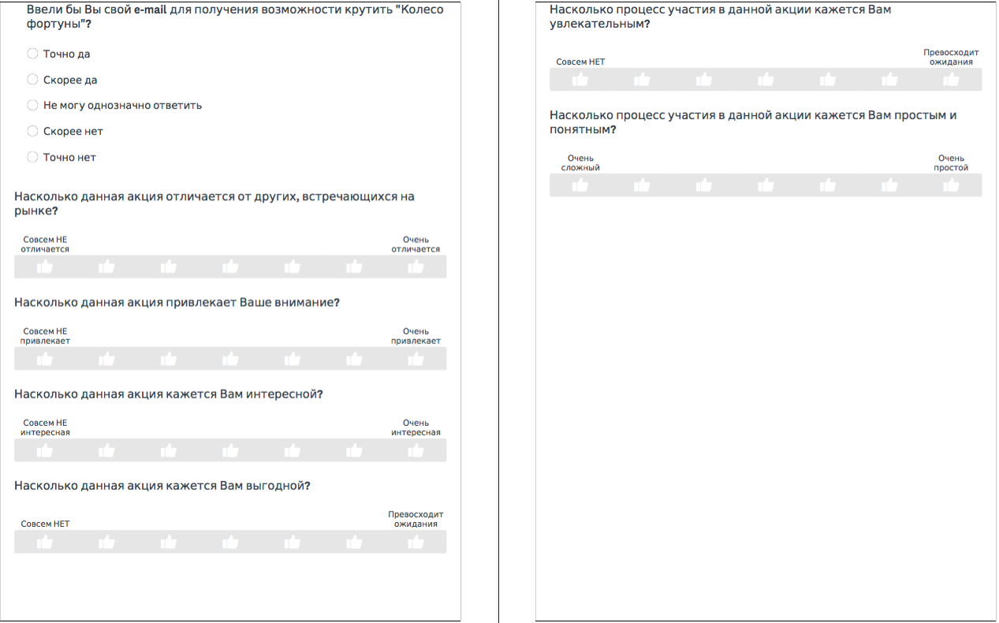 Ввели бы Вы свой e-mail для получения возможности крутить "Колесо
фортуны"?
Точно да
Скорее да
Не могу однозначно ответить
Скорее нет
Точно нет
Насколько данная акция отличается от других, встречающихся на
рынке?
Совсем НЕ
отличается
Очень
отличается
Насколько данная акция привлекает Ваше внимание?
Совсем НЕ
привлекает
Очень
привлекает
Насколько данная акция кажется Вам интересной?
Совсем НЕ
интересная
Очень
интересная
Насколько данная акция кажется Вам выгодной?
Совсем НЕТ
Превосходит
ожидания
Насколько процесс участия в данной акции кажется Вам
увлекательным?
Совсем НЕТ
Превосходит
ожидания
Насколько процесс участия в данной акции кажется Вам простым и
понятным?
Очень
сложный
Очень
простой